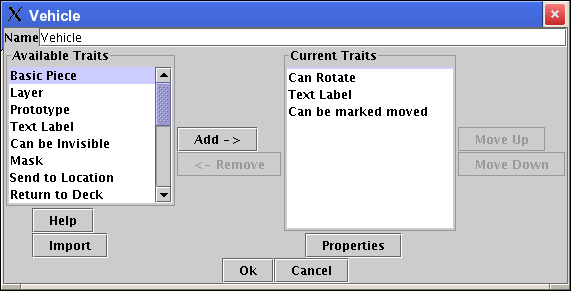 Vehicle
Name Vehicle
Available Traits
Basic Piece
Layer
Prototype
Text Label
Can be Invisible
Mask
Send to Location
Return to Deck
Help
Import
Add ->
<- Remove
Current Traits
Can Rotate
Text Label
Can be marked moved
Properties
Move Up
Move Down
Ok
Cancel